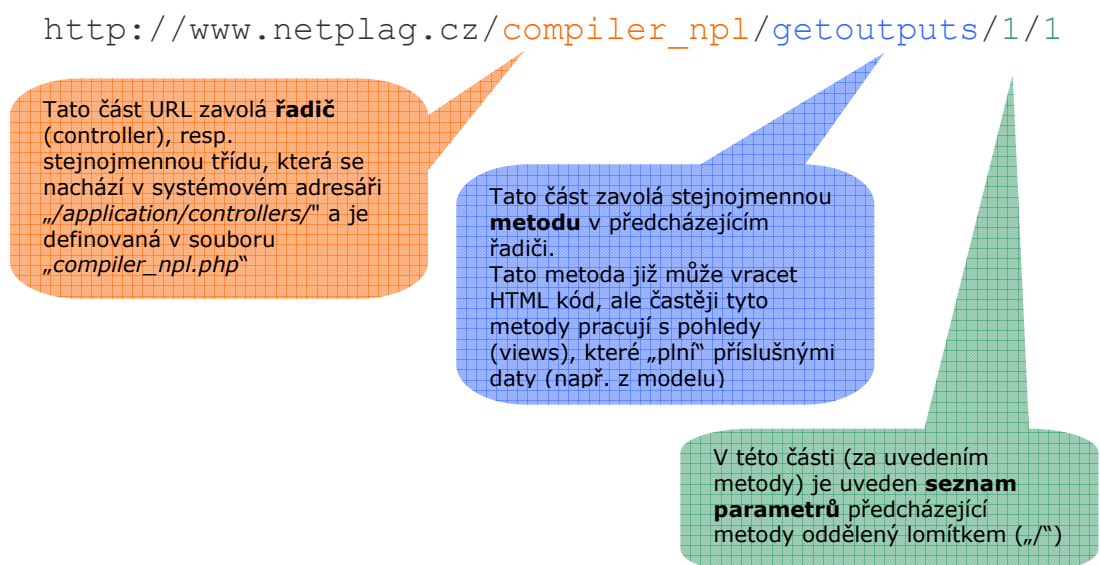 http://www.netplag.cz/compiler_npl/getoutputs/1/1
Tato část URL zavolá řadič
(controller), resp.
stejnojmennou třídu, která se
nachází v systémovém adresáři
„/application/controllers/" a je
definovaná v souboru
„compiler_npl.php“
Tato část zavolá stejnojmennou
metodu v předcházejícím
řadiči.
Tato metoda již může vracet
HTML kód, ale častěji tyto
metody pracují s pohledy
(views), které „plní“ příslušnými
daty (např. z modelu)
V této části (za uvedením
metody) je uveden seznam
parametrů předcházející
metody oddělený lomítkem („/“)